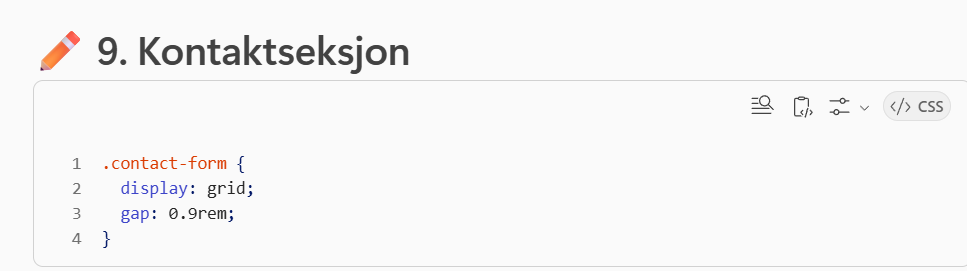 9. Kontaktseksjon
</> CSS
1 .contact-form {
2   display: grid;
3   gap: 0.9rem;
4 }